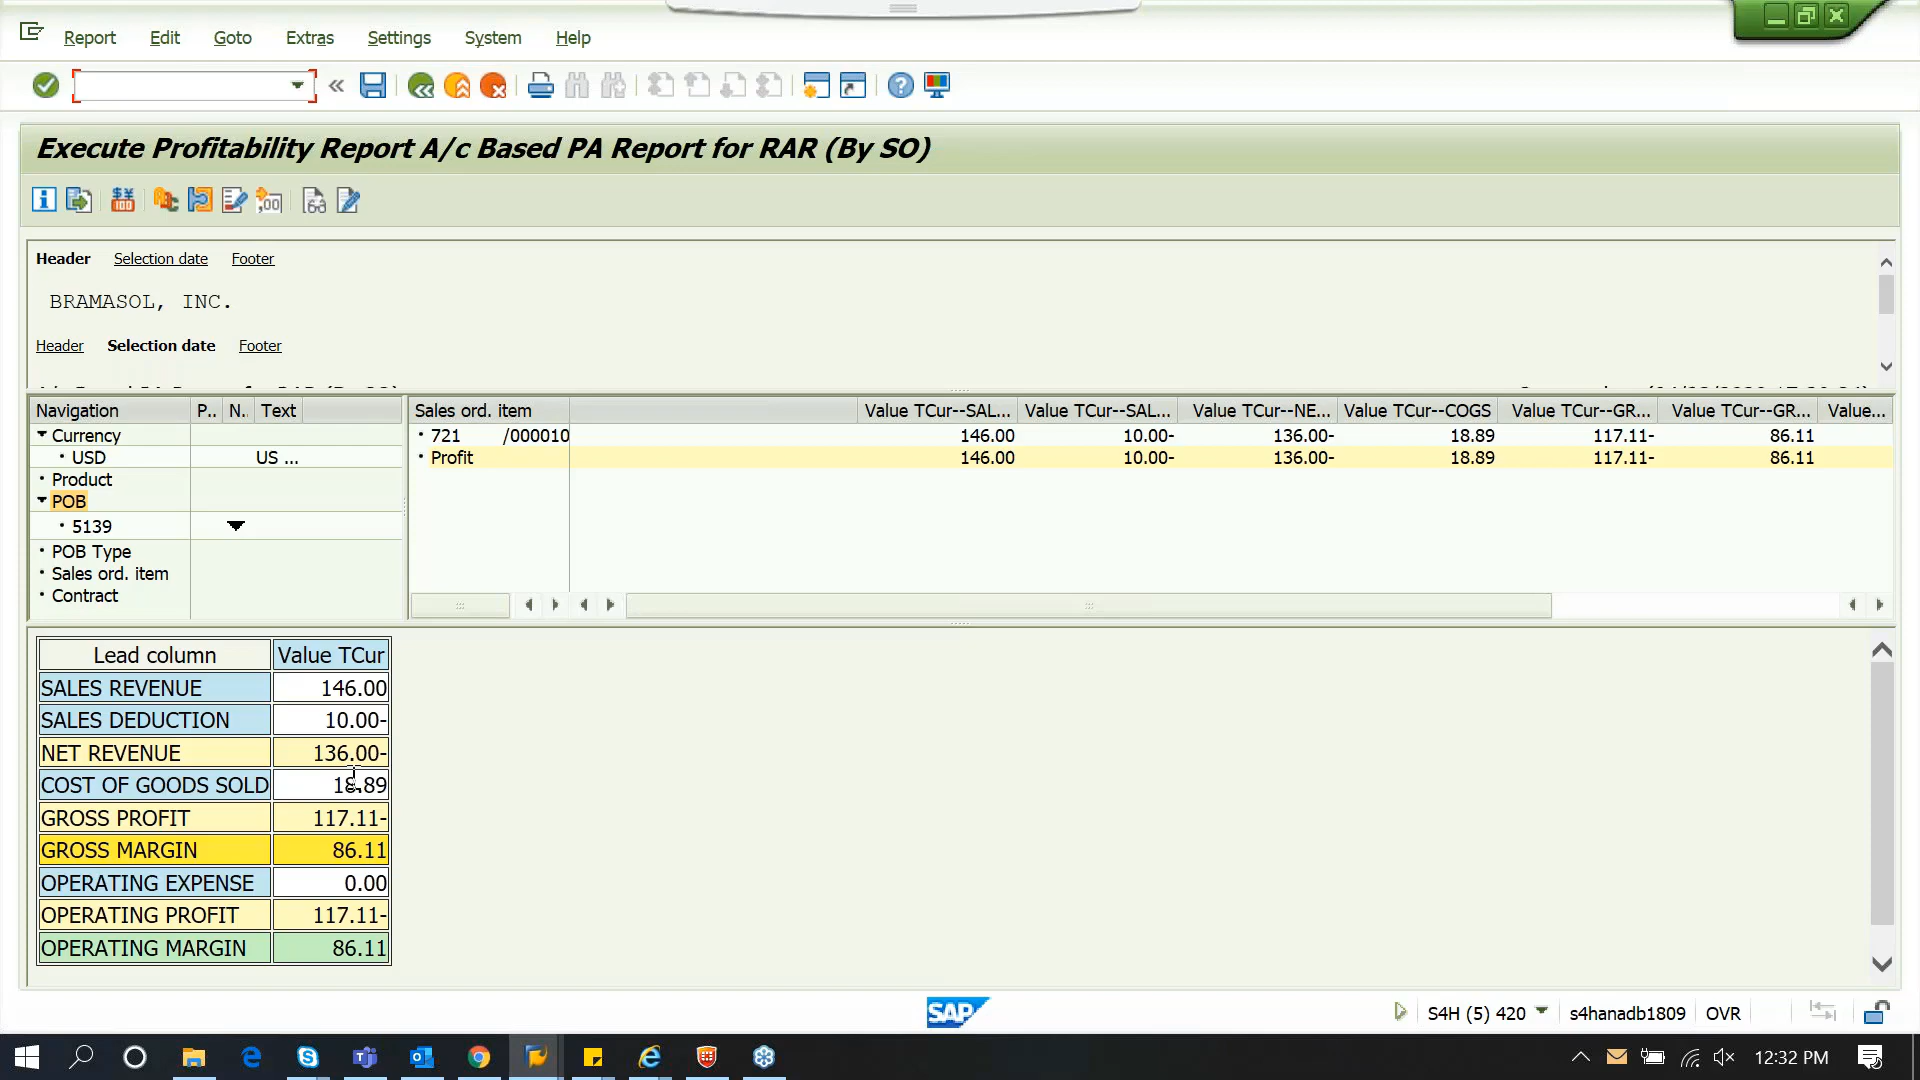 Report Edit Goto Extras Settings System Help
Execute Profitability Report A/c Based PA Report for RAR (By SO)
Header Selection date Footer
BRAMASOL, INC.
Header Selection date Footer
Navigation P.. N.. Text
Currency
USD US ...
Product
POB
5139
POB Type
Sales ord. item
Contract
Sales ord. item Value TCur--SAL... Value TCur--SAL... Value TCur--NE... Value TCur--COGS Value TCur--GR... Value TCur--GR... Value...
721 /000010 146.00 10.00- 136.00- 18.89 117.11- 86.11
Profit 146.00 10.00- 136.00- 18.89 117.11- 86.11
Lead column Value TCur
SALES REVENUE 146.00
SALES DEDUCTION 10.00-
NET REVENUE 136.00-
COST OF GOODS SOLD 18.89
GROSS PROFIT 117.11-
GROSS MARGIN 86.11
OPERATING EXPENSE 0.00
OPERATING PROFIT 117.11-
OPERATING MARGIN 86.11
SAP S4H (5) 420 s4hanadb1809 OVR
12:32 PM